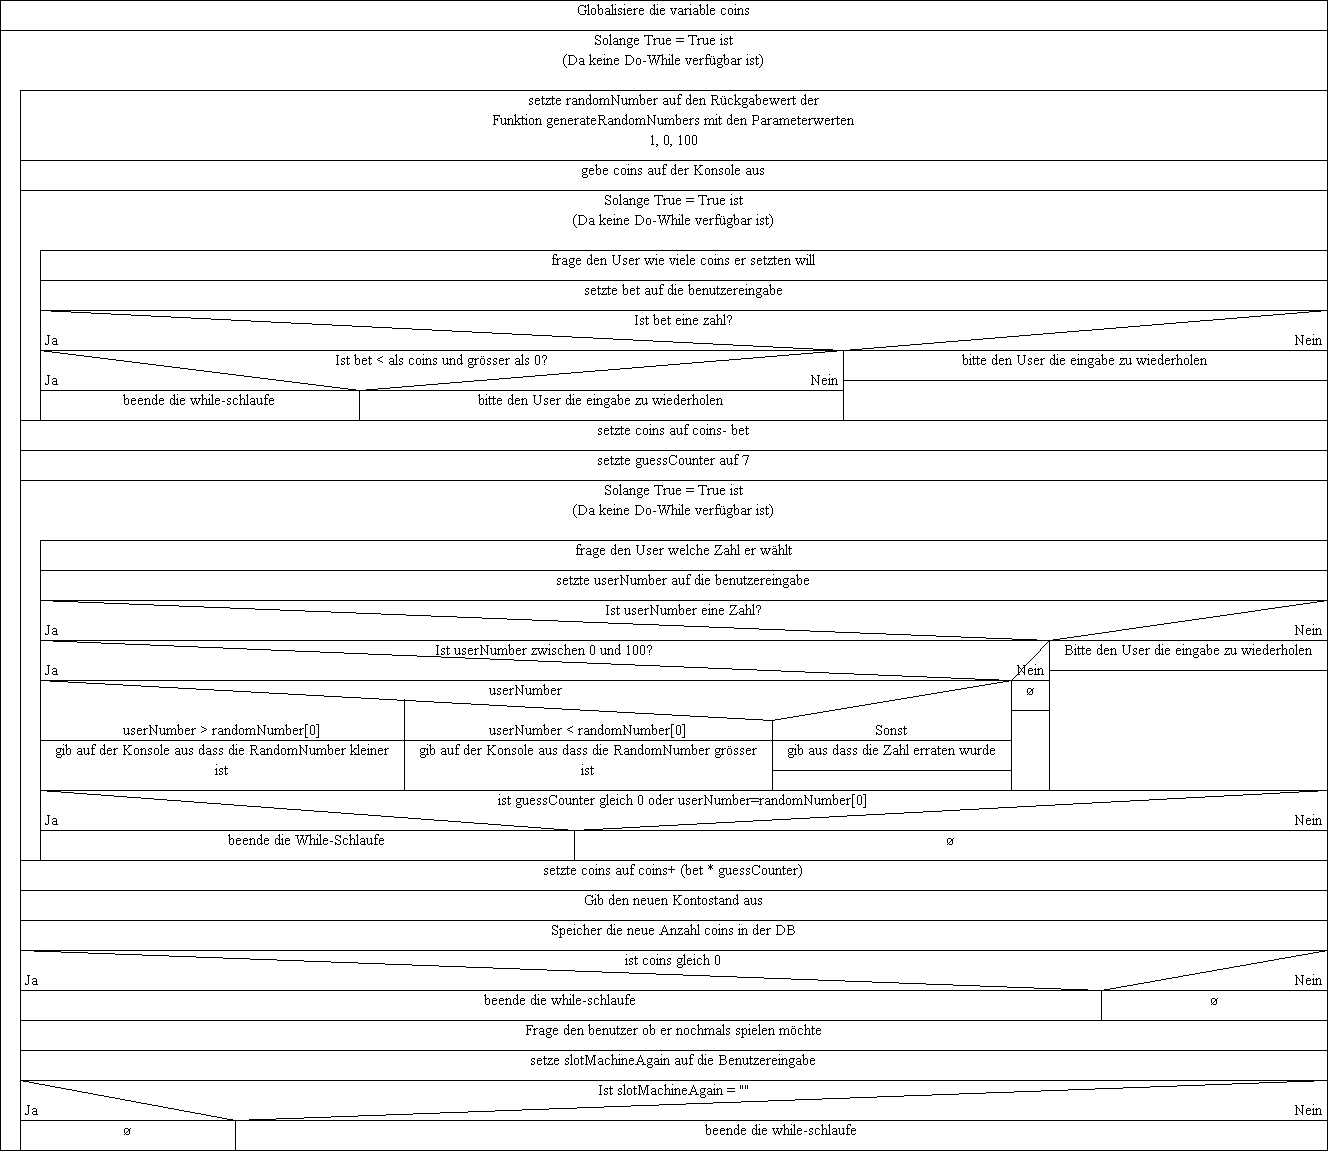 Globalisiere die variable coins
Solange True = True ist
(Da keine Do-While verfügbar ist)
setzte randomNumber auf den Rückgabewert der
Funktion generateRandomNumbers mit den Parameterwerten
1, 0, 100
gebe coins auf der Konsole aus
Solange True = True ist
(Da keine Do-While verfügbar ist)
frage den User wie viele coins er setzten will
setzte bet auf die benutzereingabe
Ist bet eine zahl?
Ja
Nein
Ist bet < als coins und grösser als 0?
bitte den User die eingabe zu wiederholen
Ja
Nein
beende die while-schlaufe
bitte den User die eingabe zu wiederholen
setzte coins auf coins- bet
setzte guessCounter auf 7
Solange True = True ist
(Da keine Do-While verfügbar ist)
frage den User welche Zahl er wählt
setzte userNumber auf die benutzereingabe
Ist userNumber eine Zahl?
Ja
Nein
Ist userNumber zwischen 0 und 100?
Bitte den User die eingabe zu wiederholen
Ja
Nein
userNumber
ø
userNumber > randomNumber[0]
userNumber < randomNumber[0]
Sonst
gib auf der Konsole aus dass die RandomNumber kleiner
ist
gib auf der Konsole aus dass die RandomNumber grösser
ist
gib aus dass die Zahl erraten wurde
ist guessCounter gleich 0 oder userNumber=randomNumber[0]
Ja
Nein
beende die While-Schlaufe
ø
setzte coins auf coins+ (bet * guessCounter)
Gib den neuen Kontostand aus
Speicher die neue Anzahl coins in der DB
ist coins gleich 0
Ja
Nein
beende die while-schlaufe
ø
Frage den benutzer ob er nochmals spielen möchte
setze slotMachineAgain auf die Benutzereingabe
Ist slotMachineAgain = ""
Ja
Nein
ø
beende die while-schlaufe